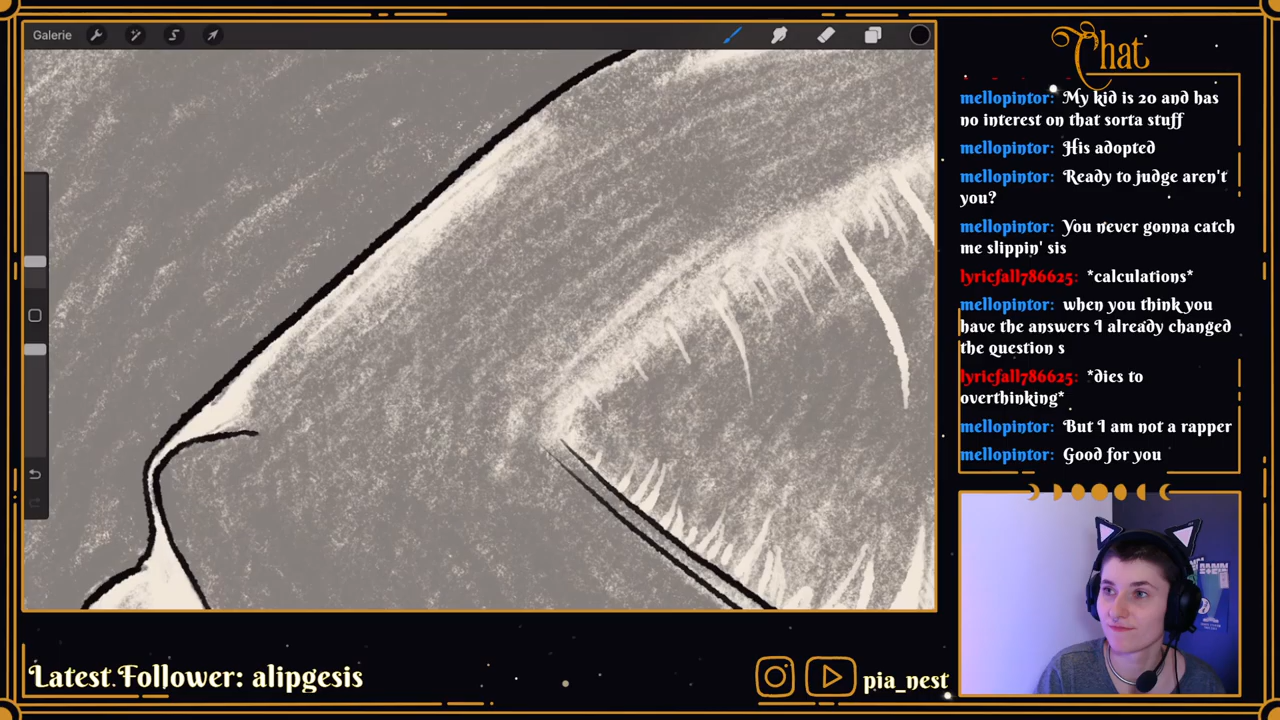 Galerie
Chat
mellopintor: My kid is 20 and has
no interest on that sorta stuff
mellopintor: His adopted
mellopintor: Ready to judge aren't
you?
mellopintor: You never gonna catch
me slippin' sis
lyricfall786625: *calculations*
mellopintor: when you think you
have the answers I already changed
the question s
lyricfall786625: *dies to
overthinking*
mellopintor: But I am not a rapper
mellopintor: Good for you
Latest Follower: alipgesis
pia_nest